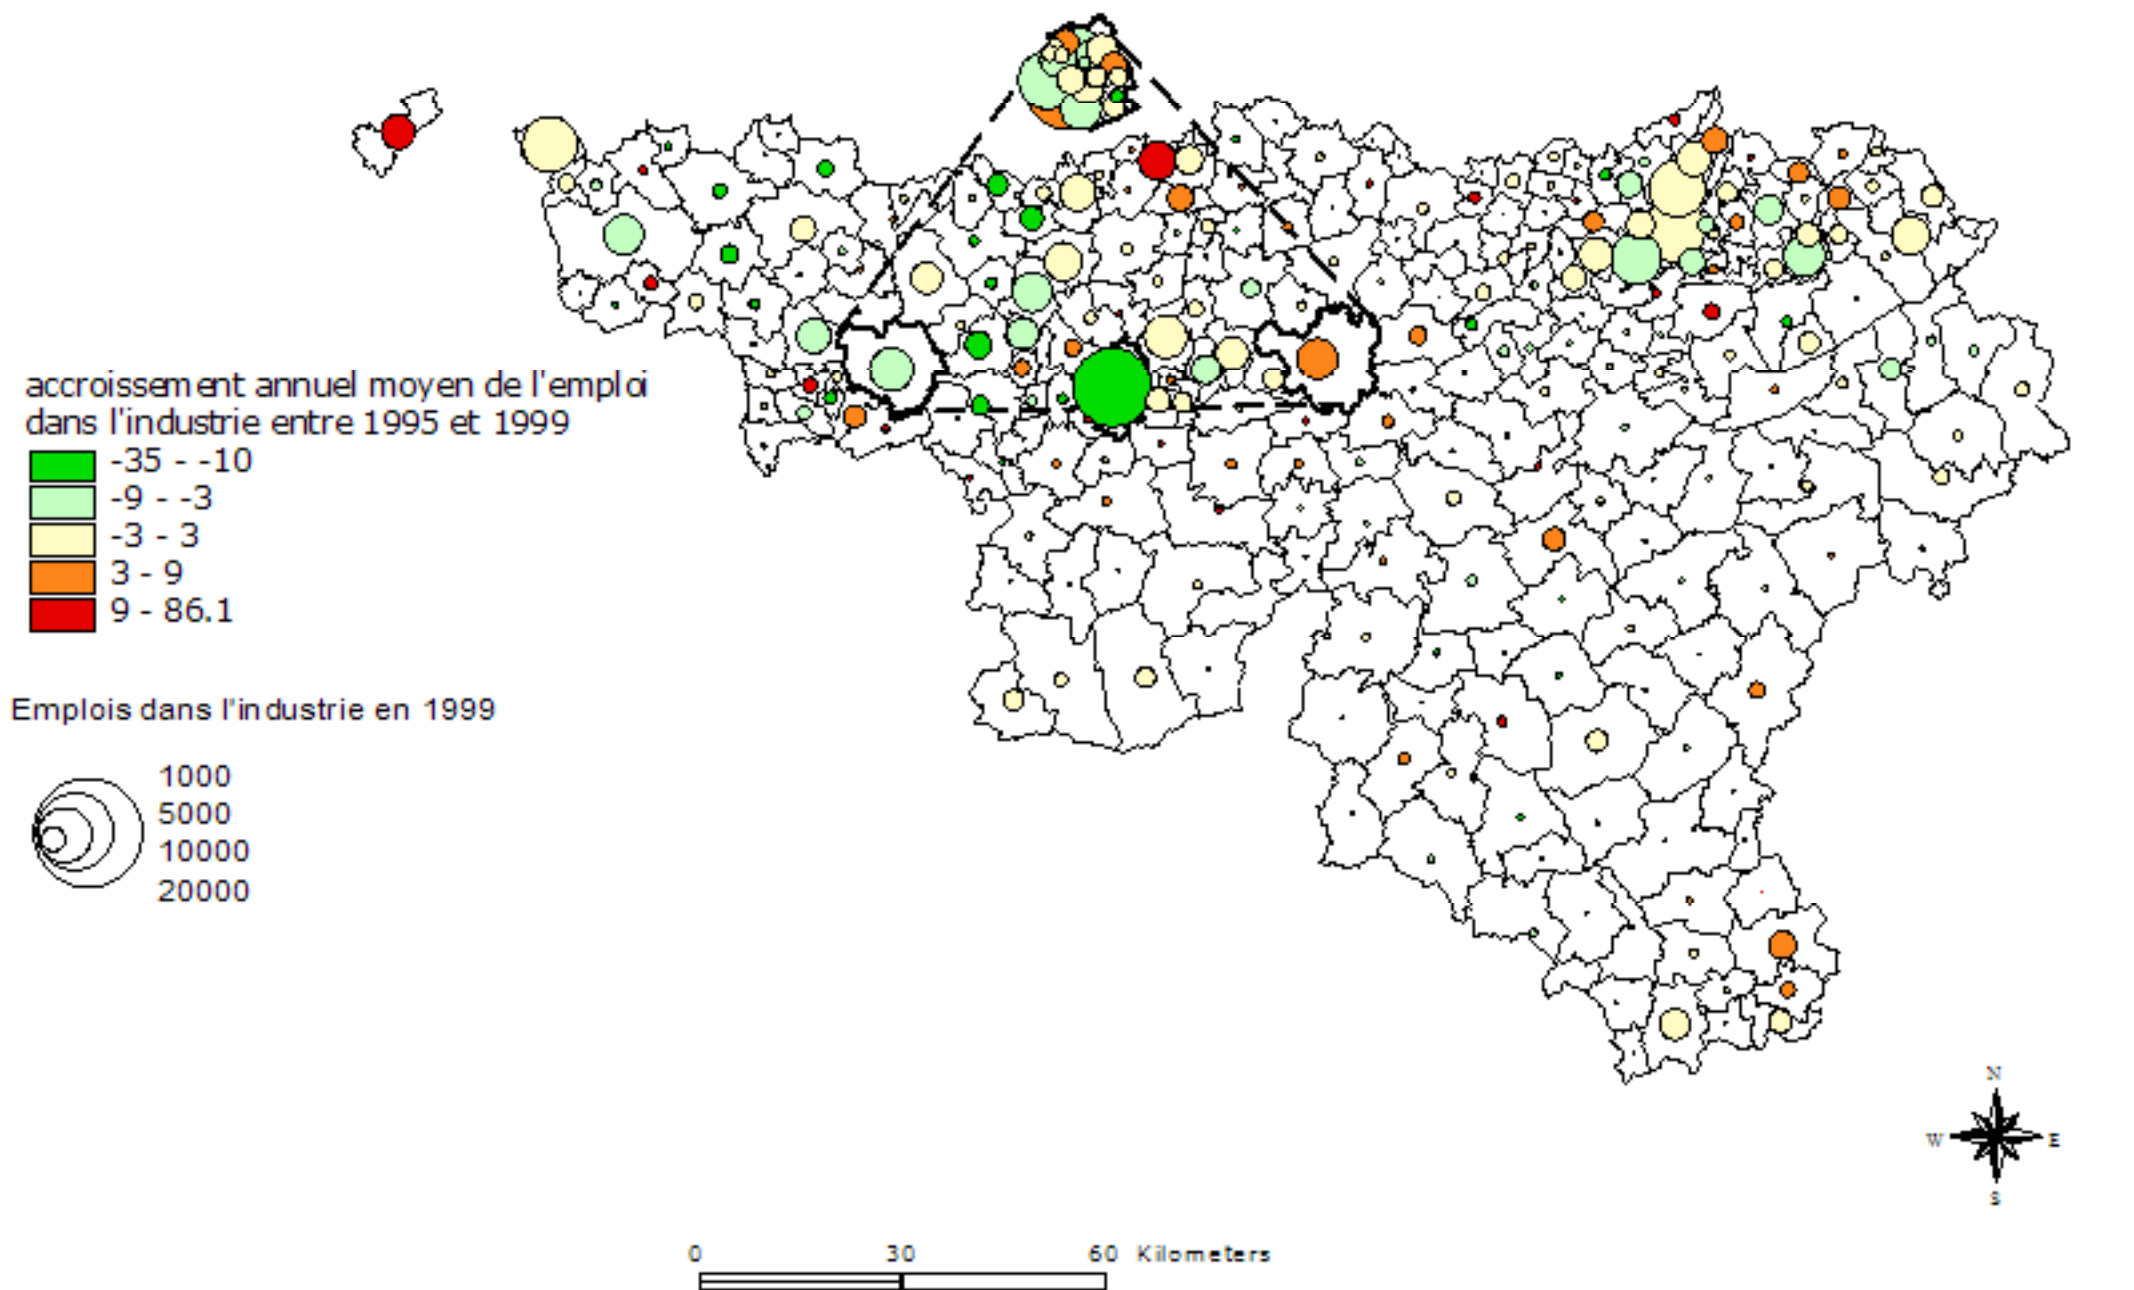 accroissement annuel moyen de l'emploi
dans l'industrie entre 1995 et 1999
-35 - -10
-9 - -3
-3 - 3
3 - 9
9 - 86.1
Emplois dans l'industrie en 1999
1000
5000
10000
20000
N
W E
S
0 30 60 Kilometers